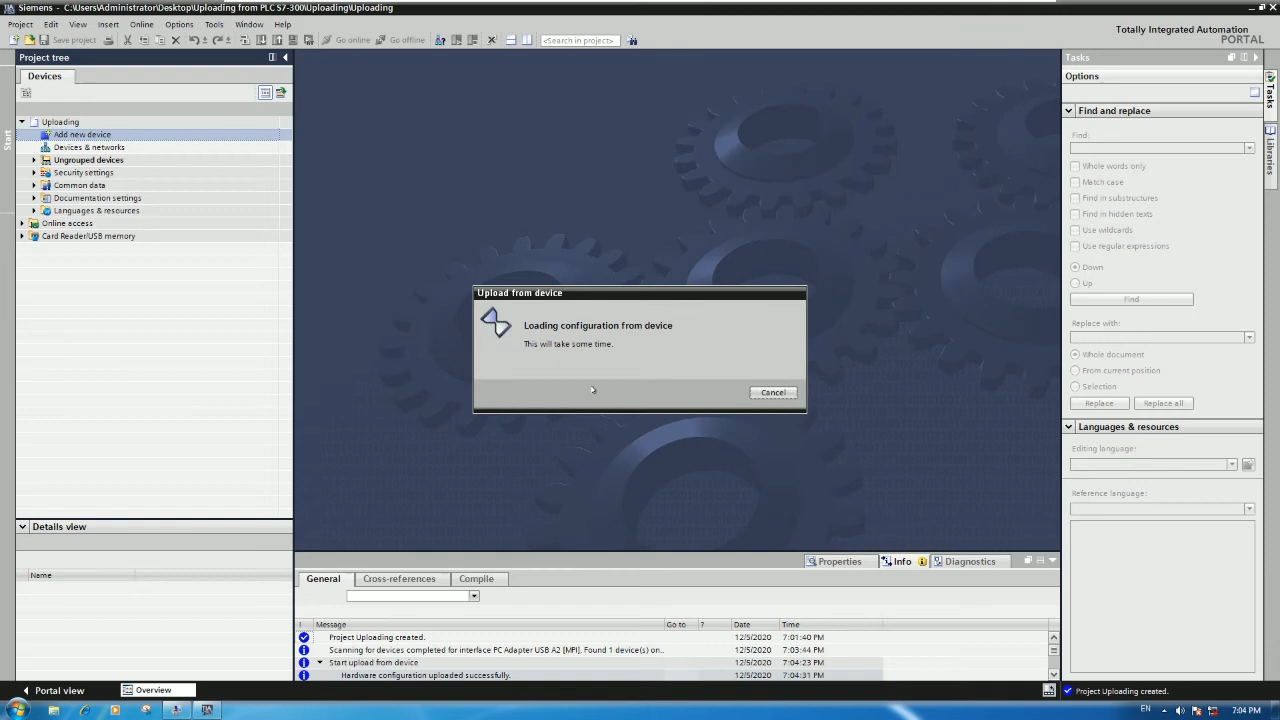 Siemens - C:\Users\Administrator\Desktop\Uploading from PLC S7-300\Uploading\Uploading
Project Edit View Insert Online Options Tools Window Help
Totally Integrated Automation
PORTAL
Save project Go online Go offline <Search in project>
Project tree
Devices
Start
Uploading
Add new device
Devices & networks
Ungrouped devices
Security settings
Common data
Documentation settings
Languages & resources
Online access
Card Reader/USB memory
Details view
Name
Upload from device
Loading configuration from device
This will take some time.
Cancel
Properties Info Diagnostics
General Cross-references Compile
! Message Go to ? Date Time
Project Uploading created. 12/5/2020 7:01:40 PM
Scanning for devices completed for interface PC Adapter USB A2 [MPI]. Found 1 device(s) on.. 12/5/2020 7:03:44 PM
Start upload from device 12/5/2020 7:04:23 PM
Hardware configuration uploaded successfully. 12/5/2020 7:04:31 PM
Tasks
Options
Find and replace
Find:
Whole words only
Match case
Find in substructures
Find in hidden texts
Use wildcards
Use regular expressions
Down
Up
Find
Replace with:
Whole document
From current position
Selection
Replace Replace all
Languages & resources
Editing language:
Reference language:
Tasks
Libraries
Portal view Overview
Project Uploading created.
EN 7:04 PM